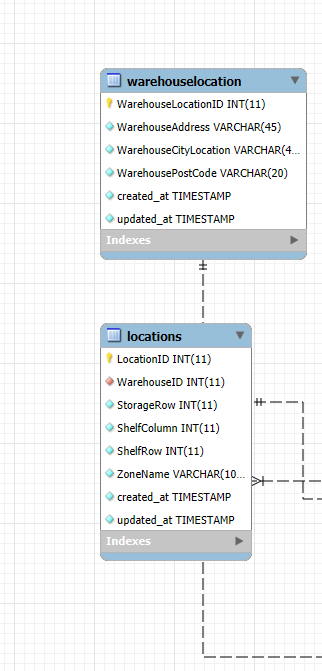 warehouselocation
WarehouseLocationID INT(11)
WarehouseAddress VARCHAR(45)
WarehouseCityLocation VARCHAR(4...
WarehousePostCode VARCHAR(20)
created_at TIMESTAMP
updated_at TIMESTAMP
Indexes
locations
LocationID INT(11)
WarehouseID INT(11)
StorageRow INT(11)
ShelfColumn INT(11)
ShelfRow INT(11)
ZoneName VARCHAR(10...
created_at TIMESTAMP
updated_at TIMESTAMP
Indexes